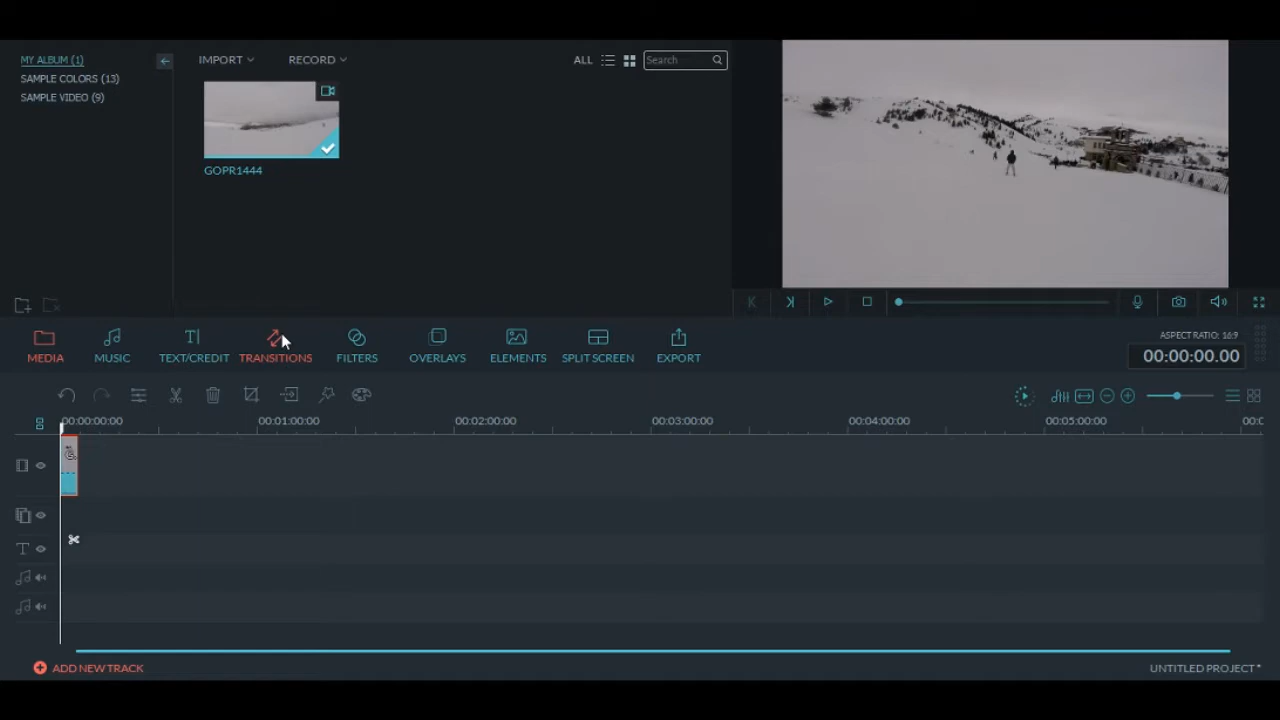 MY ALBUM (1)
SAMPLE COLORS (13)
SAMPLE VIDEO (9)
IMPORT
RECORD
ALL
Search
GOPR1444
MEDIA
MUSIC
TEXT/CREDIT
TRANSITIONS
FILTERS
OVERLAYS
ELEMENTS
SPLIT SCREEN
EXPORT
ASPECT RATIO: 16:9
00:00:00.00
00:00:00:00
00:01:00:00
00:02:00:00
00:03:00:00
00:04:00:00
00:05:00:00
00:0
ADD NEW TRACK
UNTITLED PROJECT *